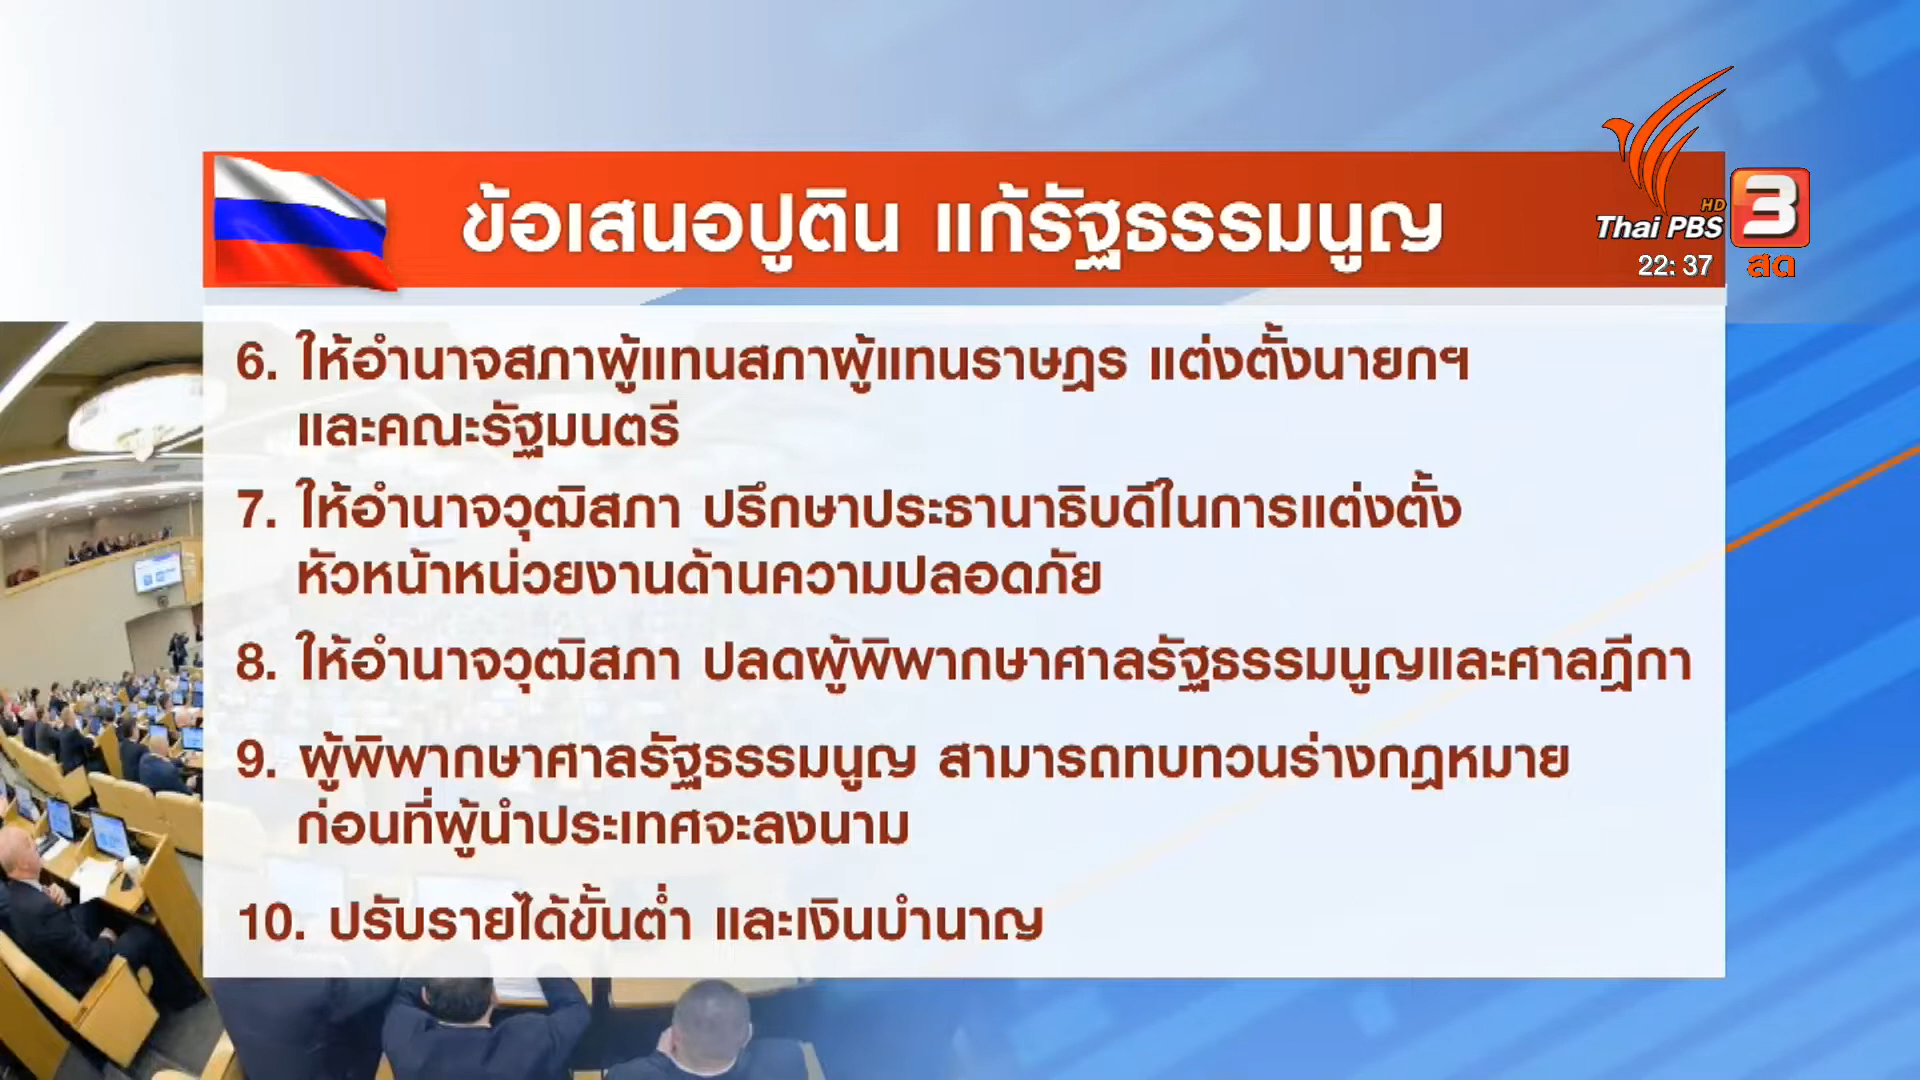 ข้อเสนอปูติน แก้รัฐธรรมนูญ
HD
Thai PBS
3
22: 37
สด
6. ให้อำนาจสภาผู้แทนสภาผู้แทนราษฎร แต่งตั้งนายกฯ
และคณะรัฐมนตรี
7. ให้อำนาจวุฒิสภา ปรึกษาประธานาธิบดีในการแต่งตั้ง
หัวหน้าหน่วยงานด้านความปลอดภัย
8. ให้อำนาจวุฒิสภา ปลดผู้พิพากษาศาลรัฐธรรมนูญและศาลฎีกา
9. ผู้พิพากษาศาลรัฐธรรมนูญ สามารถทบทวนร่างกฎหมาย
ก่อนที่ผู้นำประเทศจะลงนาม
10. ปรับรายได้ขั้นต่ำ และเงินบำนาญ